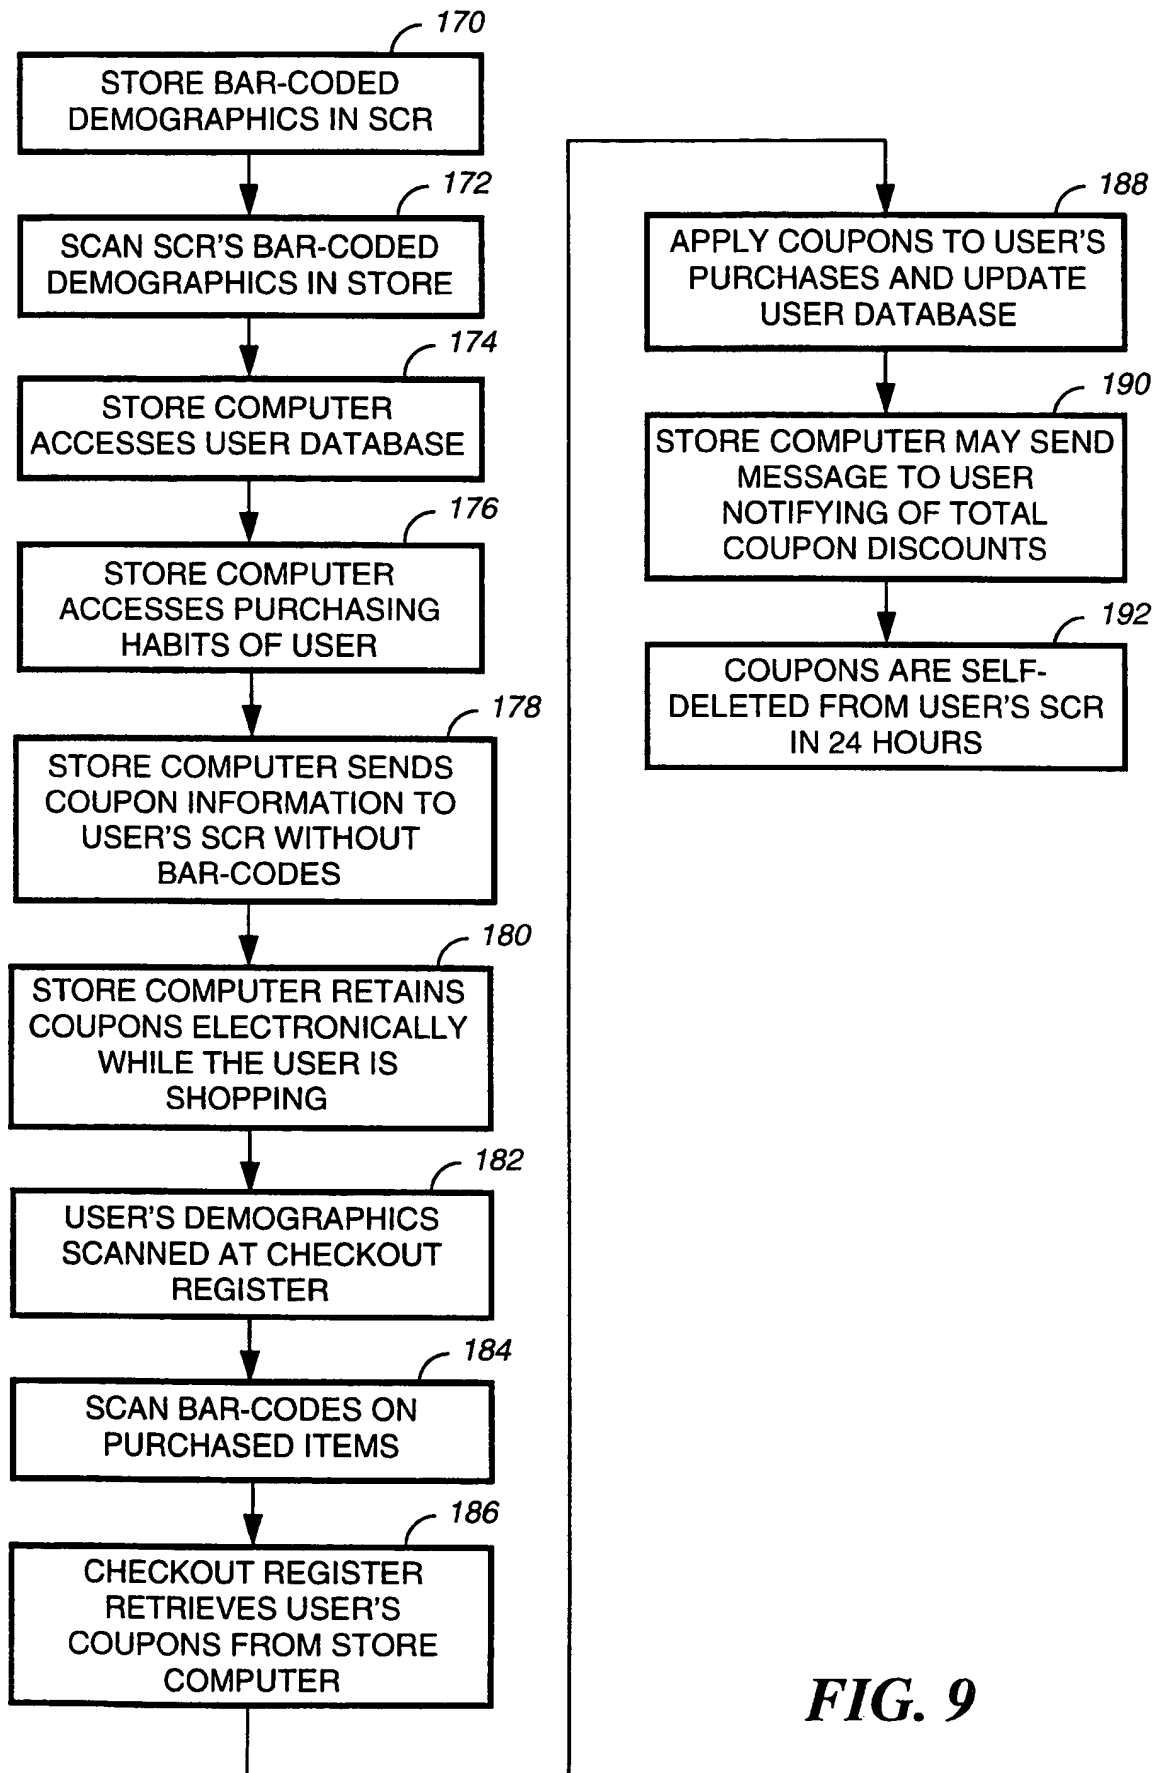 170
STORE BAR-CODED
DEMOGRAPHICS IN SCR
172
SCAN SCR'S BAR-CODED
DEMOGRAPHICS IN STORE
174
STORE COMPUTER
ACCESSES USER DATABASE
176
STORE COMPUTER
ACCESSES PURCHASING
HABITS OF USER
178
STORE COMPUTER SENDS
COUPON INFORMATION TO
USER'S SCR WITHOUT
BAR-CODES
180
STORE COMPUTER RETAINS
COUPONS ELECTRONICALLY
WHILE THE USER IS
SHOPPING
182
USER'S DEMOGRAPHICS
SCANNED AT CHECKOUT
REGISTER
184
SCAN BAR-CODES ON
PURCHASED ITEMS
186
CHECKOUT REGISTER
RETRIEVES USER'S
COUPONS FROM STORE
COMPUTER
188
APPLY COUPONS TO USER'S
PURCHASES AND UPDATE
USER DATABASE
190
STORE COMPUTER MAY SEND
MESSAGE TO USER
NOTIFYING OF TOTAL
COUPON DISCOUNTS
192
COUPONS ARE SELF-
DELETED FROM USER'S SCR
IN 24 HOURS
FIG. 9